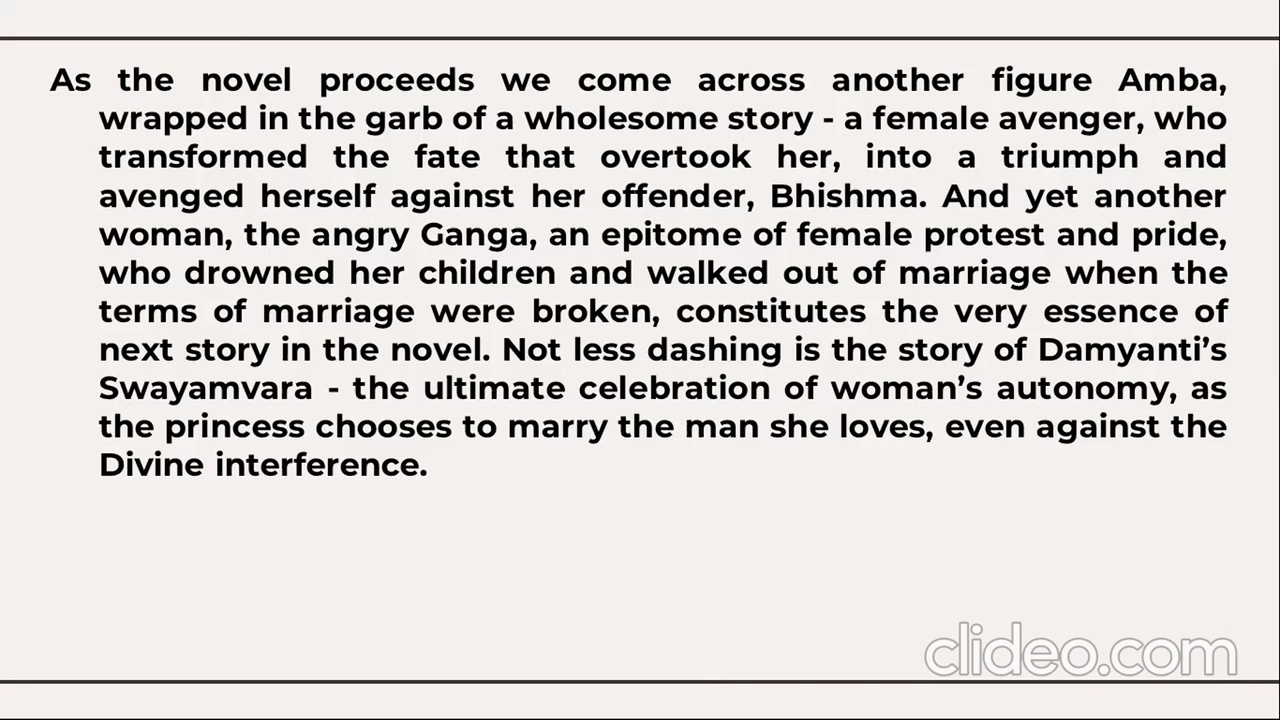 As the novel proceeds we come across another figure Amba,
wrapped in the garb of a wholesome story - a female avenger, who
transformed the fate that overtook her, into a triumph and
avenged herself against her offender, Bhishma. And yet another
woman, the angry Ganga, an epitome of female protest and pride,
who drowned her children and walked out of marriage when the
terms of marriage were broken, constitutes the very essence of
next story in the novel. Not less dashing is the story of Damyanti’s
Swayamvara - the ultimate celebration of woman’s autonomy, as
the princess chooses to marry the man she loves, even against the
Divine interference.
clideo.com